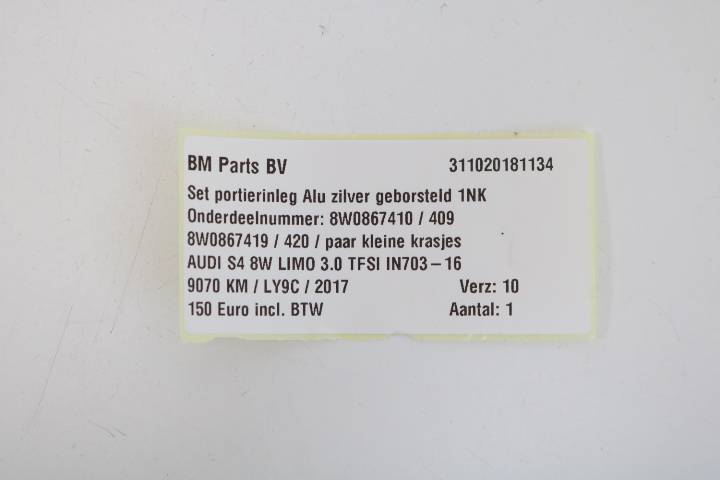 BM Parts BV 311020181134
Set portierinleg Alu zilver geborsteld 1NK
Onderdeelnummer: 8W0867410 / 409
8W0867419 / 420 / paar kleine krasjes
AUDI S4 8W LIMO 3.0 TFSI IN703-16
9070 KM / LY9C / 2017 Verz: 10
150 Euro incl. BTW Aantal: 1